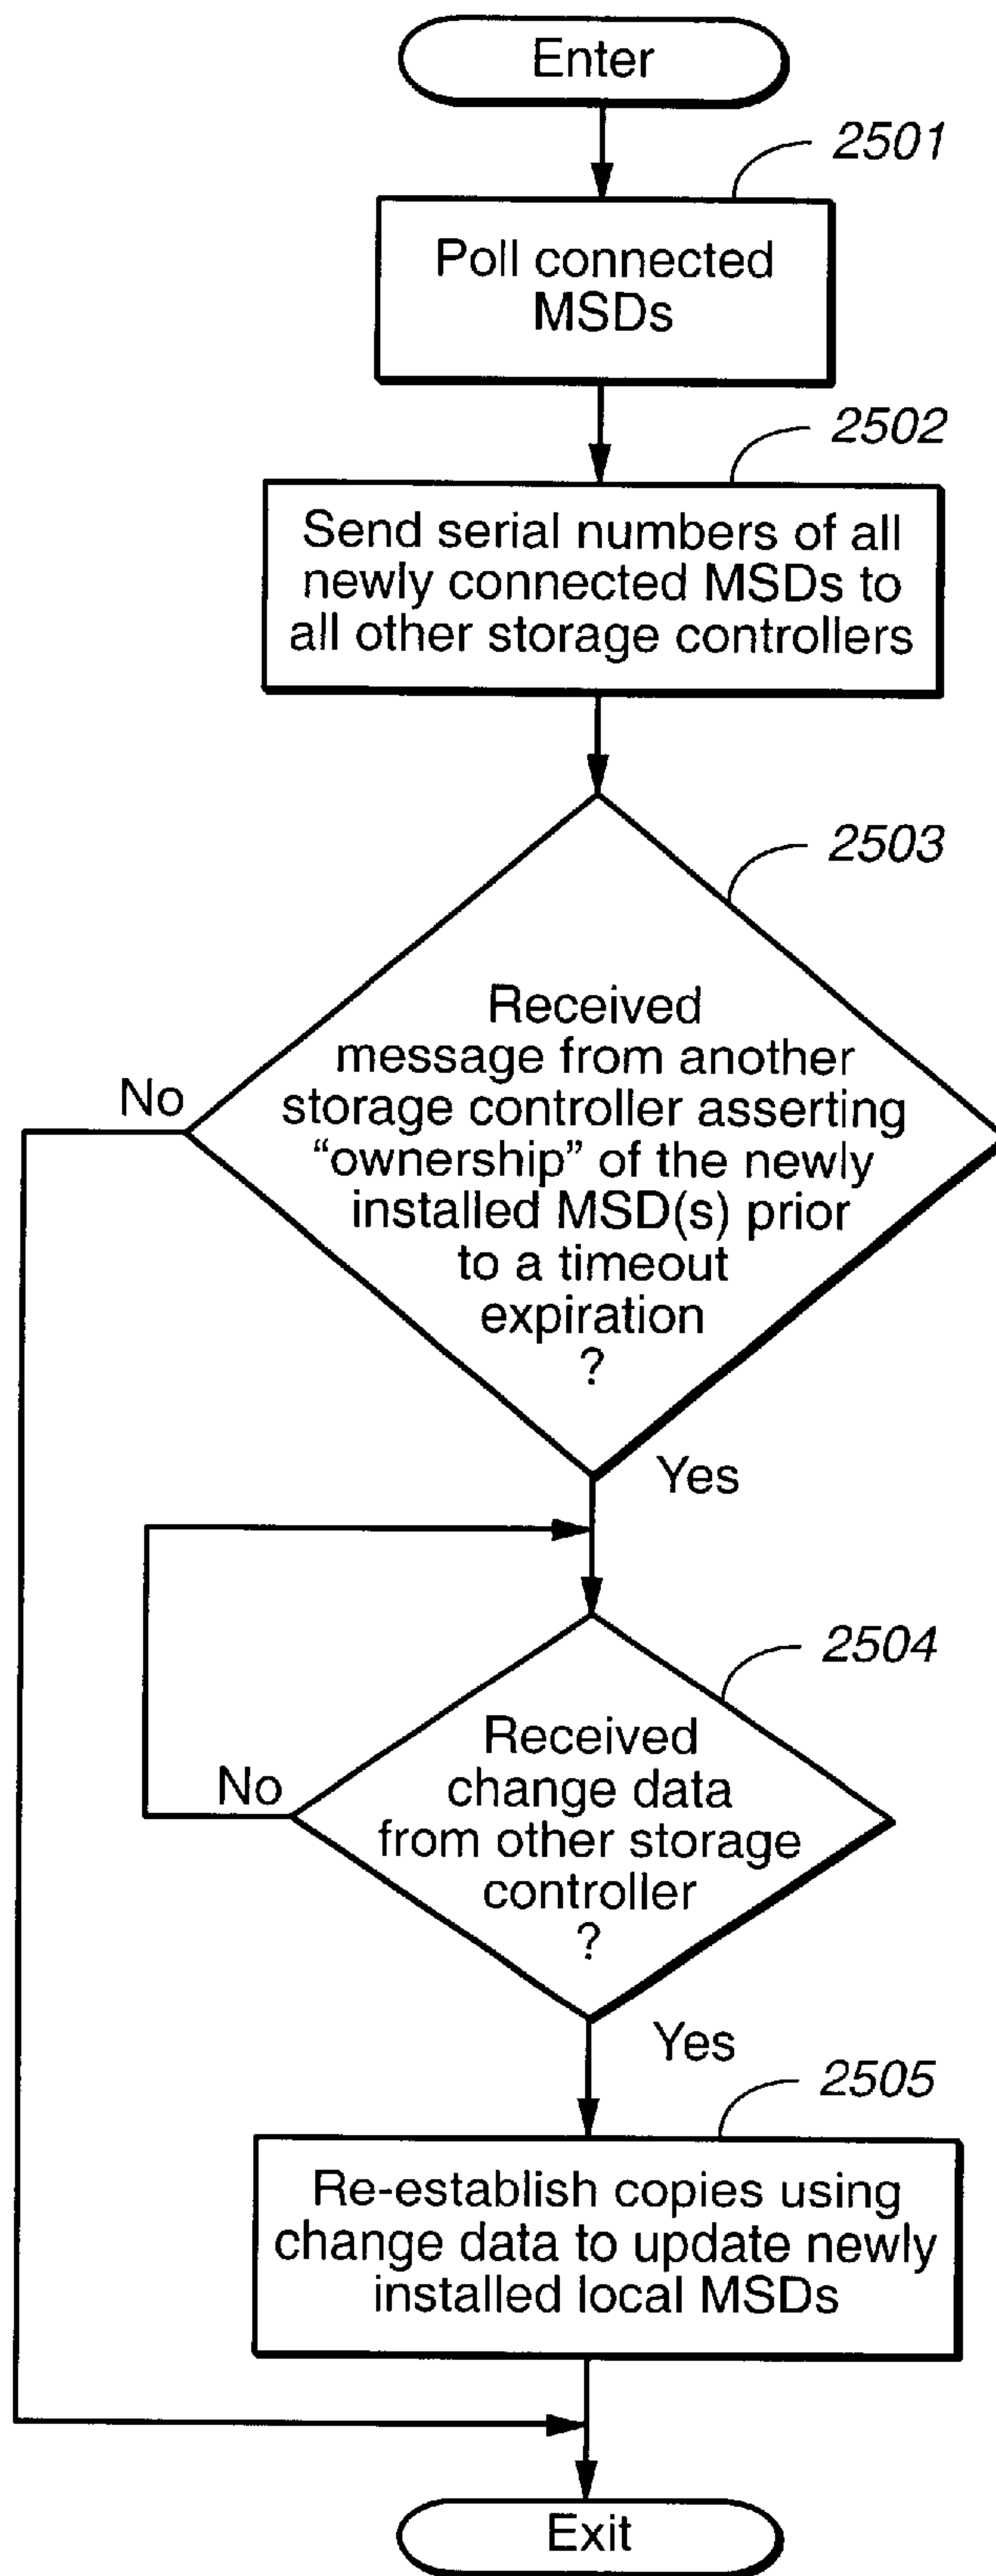 Enter
2501
Poll connected
MSDs
2502
Send serial numbers of all
newly connected MSDs to
all other storage controllers
2503
Received
message from another
storage controller asserting
“ownership” of the newly
installed MSD(s) prior
to a timeout
expiration
?
No
Yes
2504
Received
change data
from other storage
controller
?
No
Yes
2505
Re-establish copies using
change data to update newly
installed local MSDs
Exit